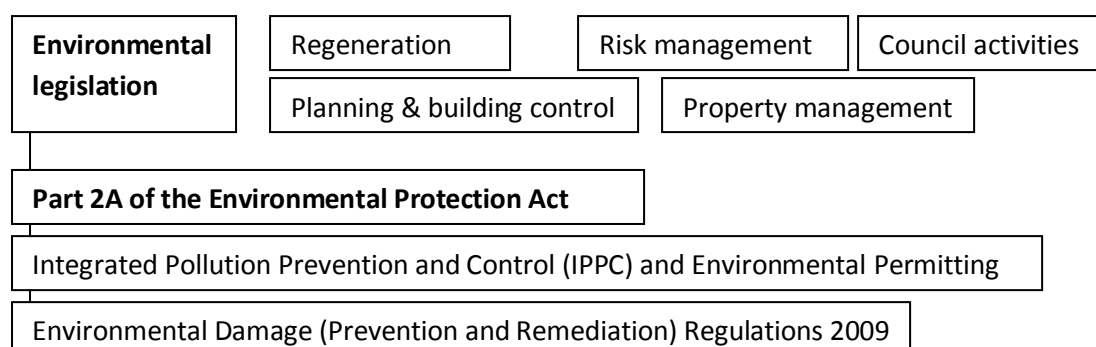 Environmental
legislation
Regeneration
Risk management
Council activities
Planning & building control
Property management
Part 2A of the Environmental Protection Act
Integrated Pollution Prevention and Control (IPPC) and Environmental Permitting
Environmental Damage (Prevention and Remediation) Regulations 2009